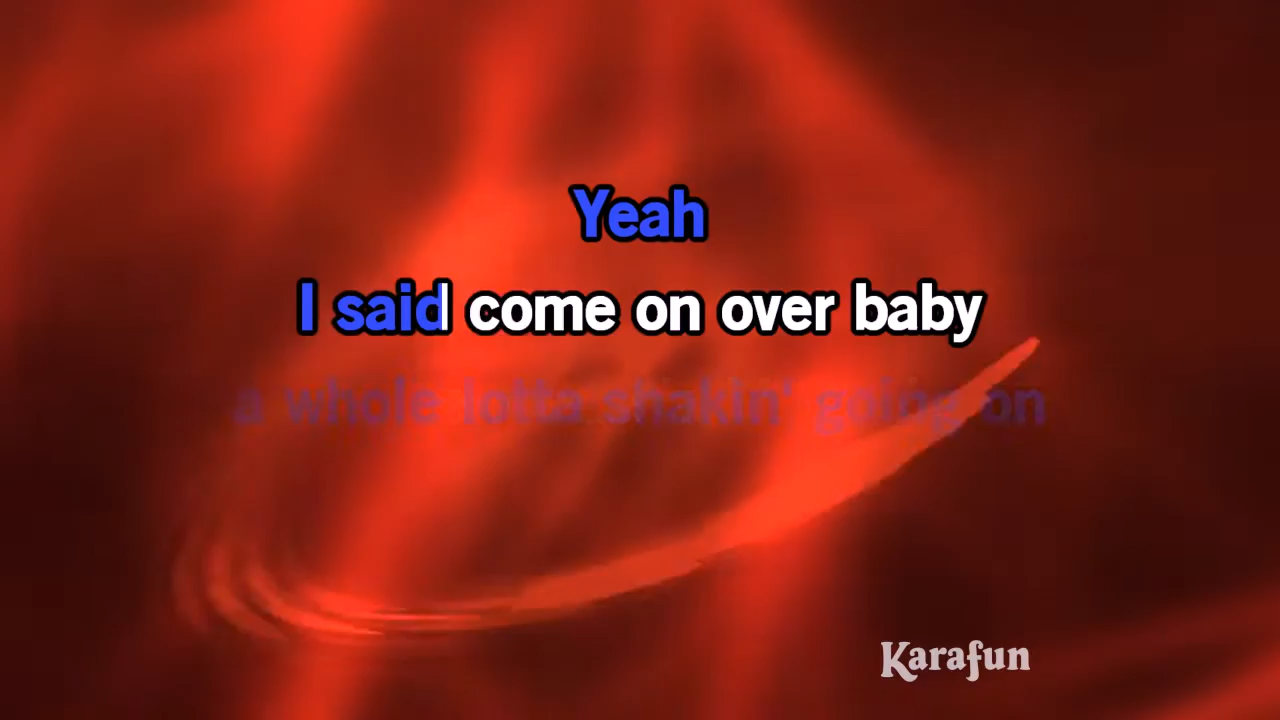 Yeah
I said come on over baby
a whole lotta shakin' going on
Karafun